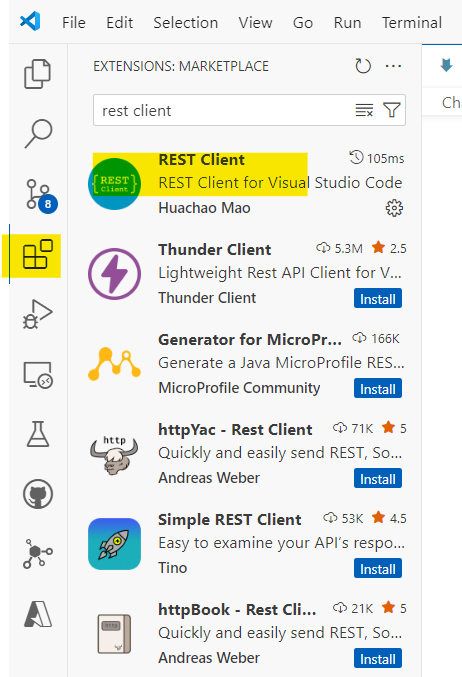 File Edit Selection View Go Run Terminal
EXTENSIONS: MARKETPLACE
Cha
rest client
REST Client 105ms
{REST}
Client
REST Client for Visual Studio Code
Huachao Mao
8
Thunder Client 5.3M 2.5
Lightweight Rest API Client for V...
Thunder Client Install
Generator for MicroPr... 166K
Generate a Java MicroProfile RES...
MicroProfile Community Install
http
httpYac - Rest Client 71K 5
Quickly and easily send REST, So...
Andreas Weber Install
Simple REST Client 53K 4.5
Easy to examine your API's respo...
Tino Install
http
httpBook - Rest Cli... 21K 5
Quickly and easily send REST, So...
Andreas Weber Install